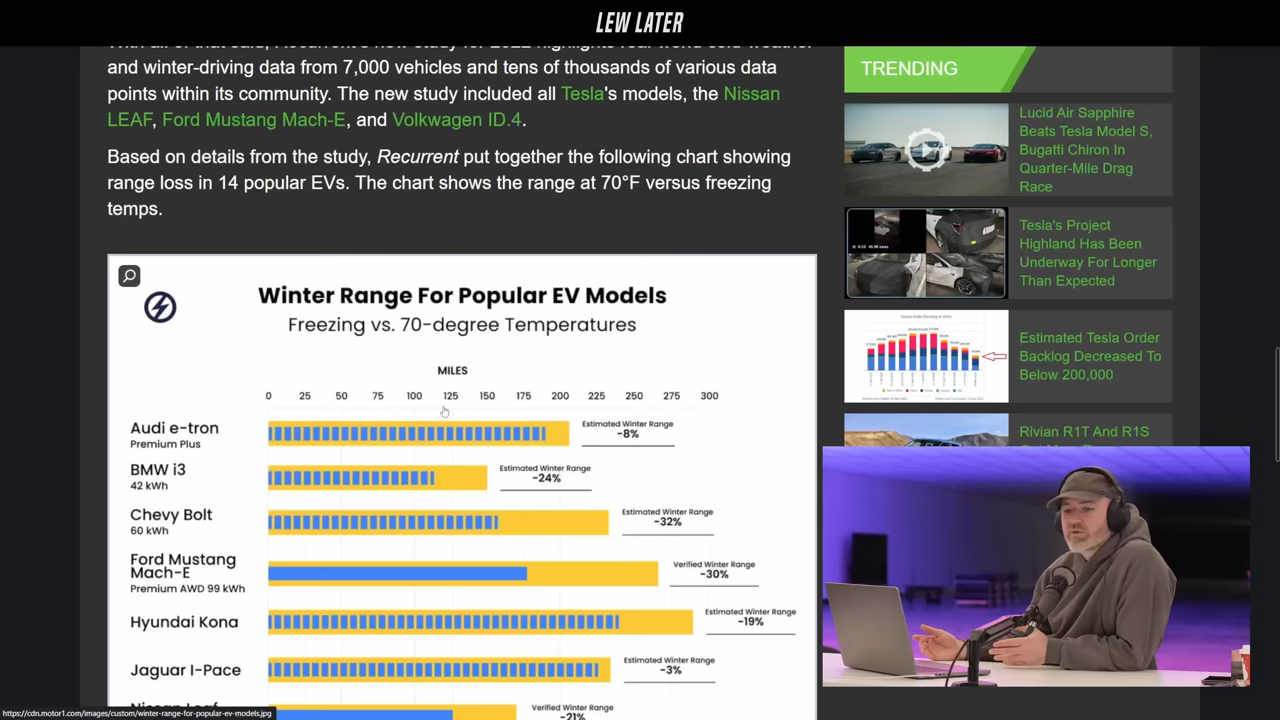 LEW LATER
and winter-driving data from 7,000 vehicles and tens of thousands of various data
points within its community. The new study included all Tesla's models, the Nissan
LEAF, Ford Mustang Mach-E, and Volkwagen ID.4.
Based on details from the study, Recurrent put together the following chart showing
range loss in 14 popular EVs. The chart shows the range at 70°F versus freezing
temps.
Winter Range For Popular EV Models
Freezing vs. 70-degree Temperatures
MILES
0 25 50 75 100 125 150 175 200 225 250 275 300
Audi e-tron
Premium Plus
Estimated Winter Range
-8%
BMW i3
42 kWh
Estimated Winter Range
-24%
Chevy Bolt
60 kWh
Estimated Winter Range
-32%
Ford Mustang
Mach-E
Premium AWD 99 kWh
Verified Winter Range
-30%
Hyundai Kona
Estimated Winter Range
-19%
Jaguar I-Pace
Estimated Winter Range
-3%
Nissan Leaf
Verified Winter Range
-21%
https://cdn.motor1.com/images/custom/winter-range-for-popular-ev-models.jpg
TRENDING
Lucid Air Sapphire
Beats Tesla Model S,
Bugatti Chiron In
Quarter-Mile Drag
Race
Tesla's Project
Highland Has Been
Underway For Longer
Than Expected
Estimated Tesla Order
Backlog Decreased To
Below 200,000
Rivian R1T And R1S